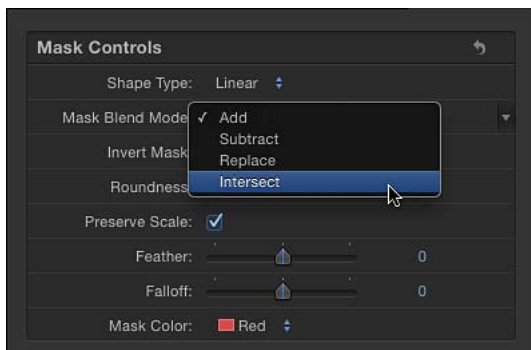 Mask Controls
Shape Type: Linear
Mask Blend Mode ✓ Add
Subtract
Invert Mask
Replace
Roundness Intersect
Preserve Scale: ✓
Feather: 0
Falloff: 0
Mask Color: Red